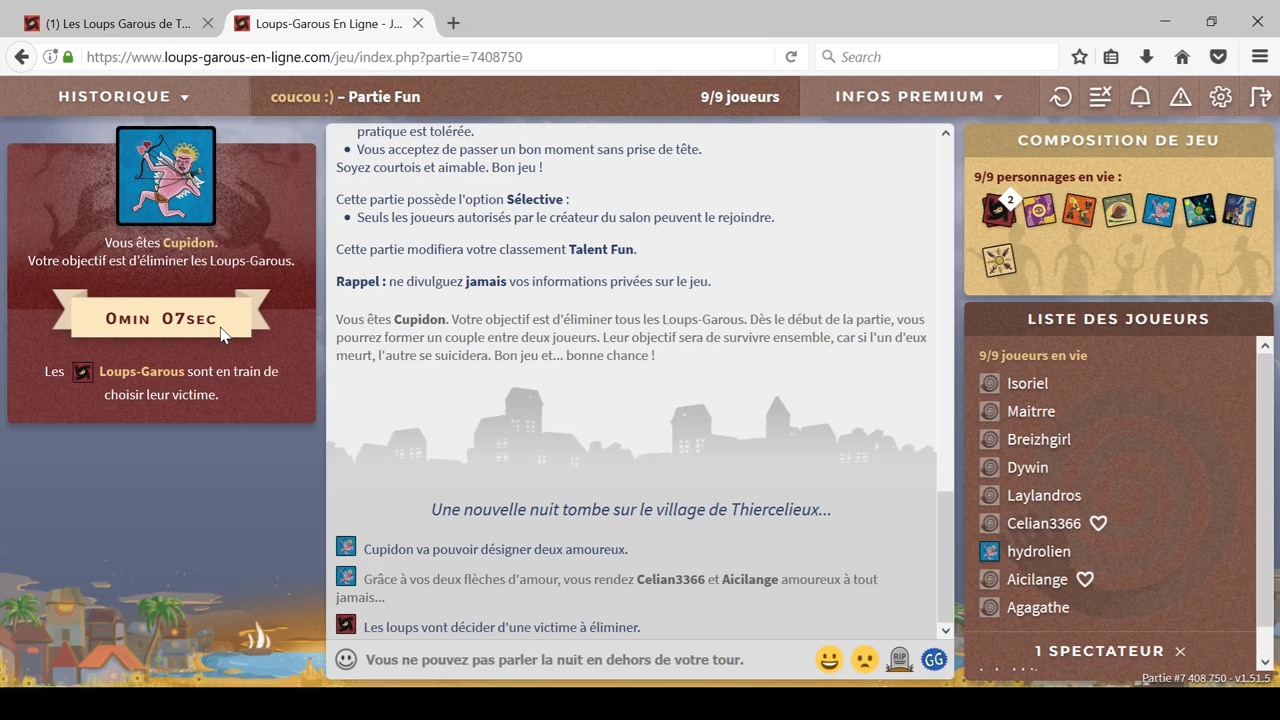 (1) Les Loups Garous de T...
Loups-Garous En Ligne - J...
https://www.loups-garous-en-ligne.com/jeu/index.php?partie=7408750
Search
HISTORIQUE
coucou :) – Partie Fun
9/9 joueurs
INFOS PREMIUM
Vous êtes Cupidon.
Votre objectif est d'éliminer les Loups-Garous.
0MIN 07SEC
Les Loups-Garous sont en train de
choisir leur victime.
pratique est tolérée.
• Vous acceptez de passer un bon moment sans prise de tête.
Soyez courtois et aimable. Bon jeu !
Cette partie possède l'option Sélective :
• Seuls les joueurs autorisés par le créateur du salon peuvent le rejoindre.
Cette partie modifiera votre classement Talent Fun.
Rappel : ne divulguez jamais vos informations privées sur le jeu.
Vous êtes Cupidon. Votre objectif est d'éliminer tous les Loups-Garous. Dès le début de la partie, vous
pourrez former un couple entre deux joueurs. Leur objectif sera de survivre ensemble, car si l'un d'eux
meurt, l'autre se suicidera. Bon jeu et... bonne chance !
Une nouvelle nuit tombe sur le village de Thiercelieux...
Cupidon va pouvoir désigner deux amoureux.
Grâce à vos deux flèches d'amour, vous rendez Celian3366 et Aicilange amoureux à tout
jamais...
Les loups vont décider d'une victime à éliminer.
Vous ne pouvez pas parler la nuit en dehors de votre tour.
GG
COMPOSITION DE JEU
9/9 personnages en vie :
2
LISTE DES JOUEURS
9/9 joueurs en vie
Isoriel
Maitrre
Breizhgirl
Dywin
Laylandros
Celian3366
hydrolien
Aicilange
Agagathe
1 SPECTATEUR
Partie #7 408 750 - v1.51.5